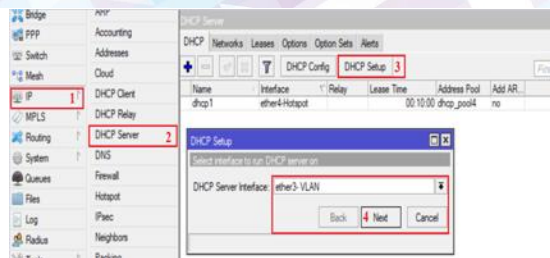 Bridge
PPP
Switch
Mesh
IP 1
MPLS
Routing
System
Queues
Files
Log
Radius
ARP
Accounting
Addresses
Cloud
DHCP Client
DHCP Relay
DHCP Server 2
DNS
Firewall
Hotspot
IPsec
Neighbors
Packing
DHCP Server
DHCP Networks Leases Options Option Sets Alerts
DHCP Config DHCP Setup 3
Name Interface Relay Lease Time Address Pool Add AR...
dhcp1 ether4-Hotspot 00:10:00 dhcp_pool4 no
DHCP Setup
Select interface to run DHCP server on
DHCP Server Interface: ether3- VLAN
Back 4 Next Cancel